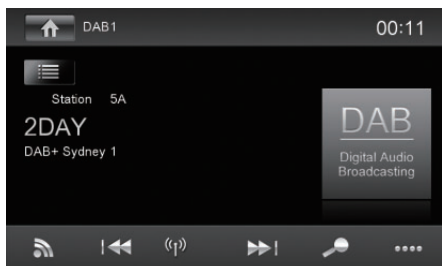 DAB1
00:11
Station 5A
2DAY
DAB+ Sydney 1
DAB
Digital Audio
Broadcasting